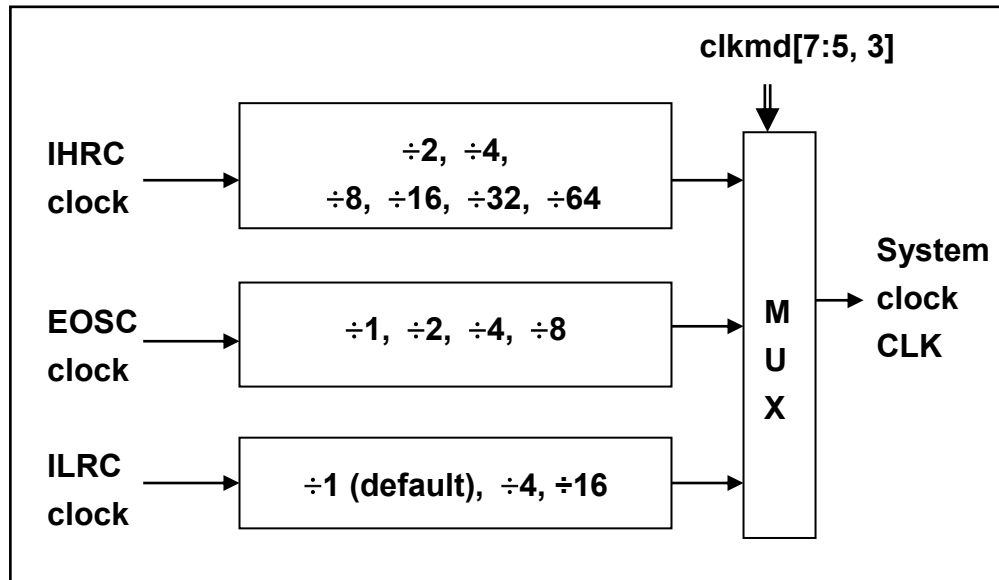 clkmd[7:5, 3]
IHRC
clock
÷2, ÷4,
÷8, ÷16, ÷32, ÷64
EOSC
clock
÷1, ÷2, ÷4, ÷8
ILRC
clock
÷1 (default), ÷4, ÷16
M
U
X
System
clock
CLK